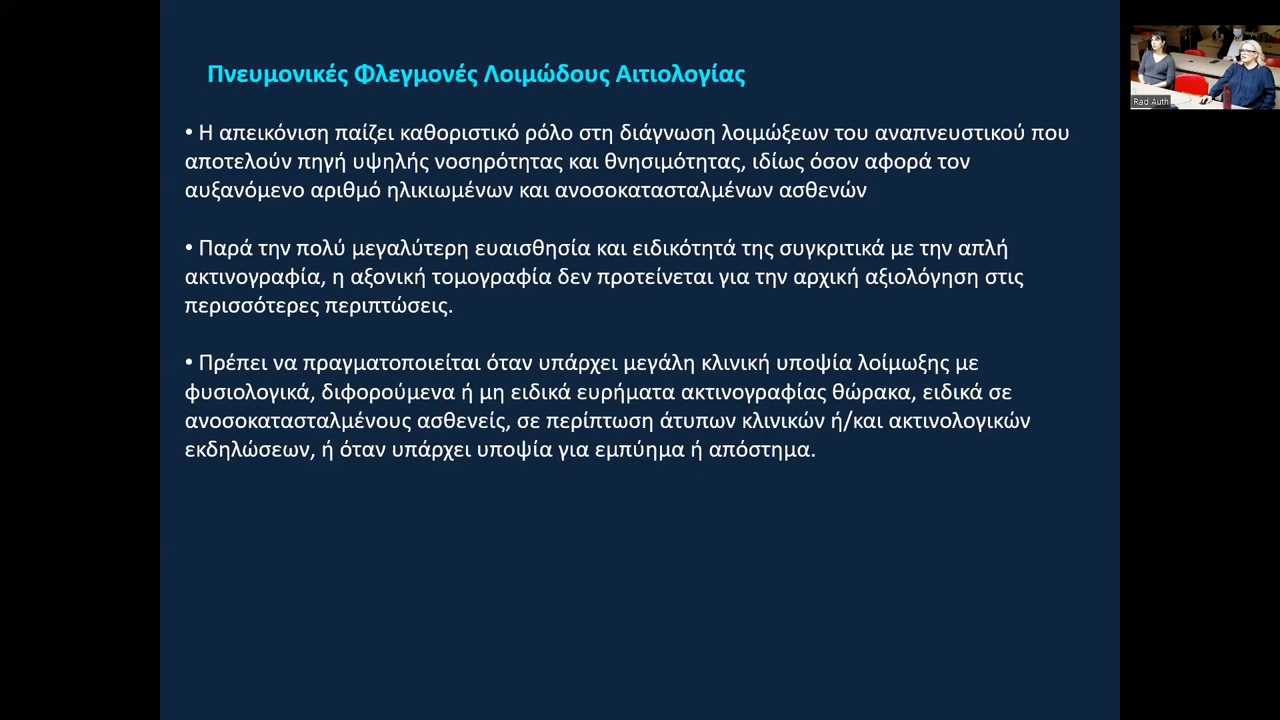 Πνευμονικές Φλεγμονές Λοιμώδους Αιτιολογίας
• Η απεικόνιση παίζει καθοριστικό ρόλο στη διάγνωση λοιμώξεων του αναπνευστικού που
αποτελούν πηγή υψηλής νοσηρότητας και θνησιμότητας, ιδίως όσον αφορά τον
αυξανόμενο αριθμό ηλικιωμένων και ανοσοκατασταλμένων ασθενών
• Παρά την πολύ μεγαλύτερη ευαισθησία και ειδικότητά της συγκριτικά με την απλή
ακτινογραφία, η αξονική τομογραφία δεν προτείνεται για την αρχική αξιολόγηση στις
περισσότερες περιπτώσεις.
• Πρέπει να πραγματοποιείται όταν υπάρχει μεγάλη κλινική υποψία λοίμωξης με
φυσιολογικά, διφορούμενα ή μη ειδικά ευρήματα ακτινογραφίας θώρακα, ειδικά σε
ανοσοκατασταλμένους ασθενείς, σε περίπτωση άτυπων κλινικών ή/και ακτινολογικών
εκδηλώσεων, ή όταν υπάρχει υποψία για εμπύημα ή απόστημα.
Rad Auth